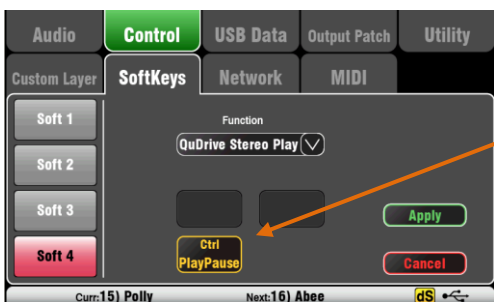 Audio
Control
USB Data
Output Patch
Utility
Custom Layer
SoftKeys
Network
MIDI
Soft 1
Soft 2
Soft 3
Soft 4
Function
QuDrive Stereo Play
Ctrl
PlayPause
Apply
Cancel
Curr:15) Polly
Next:16) Abee
dS